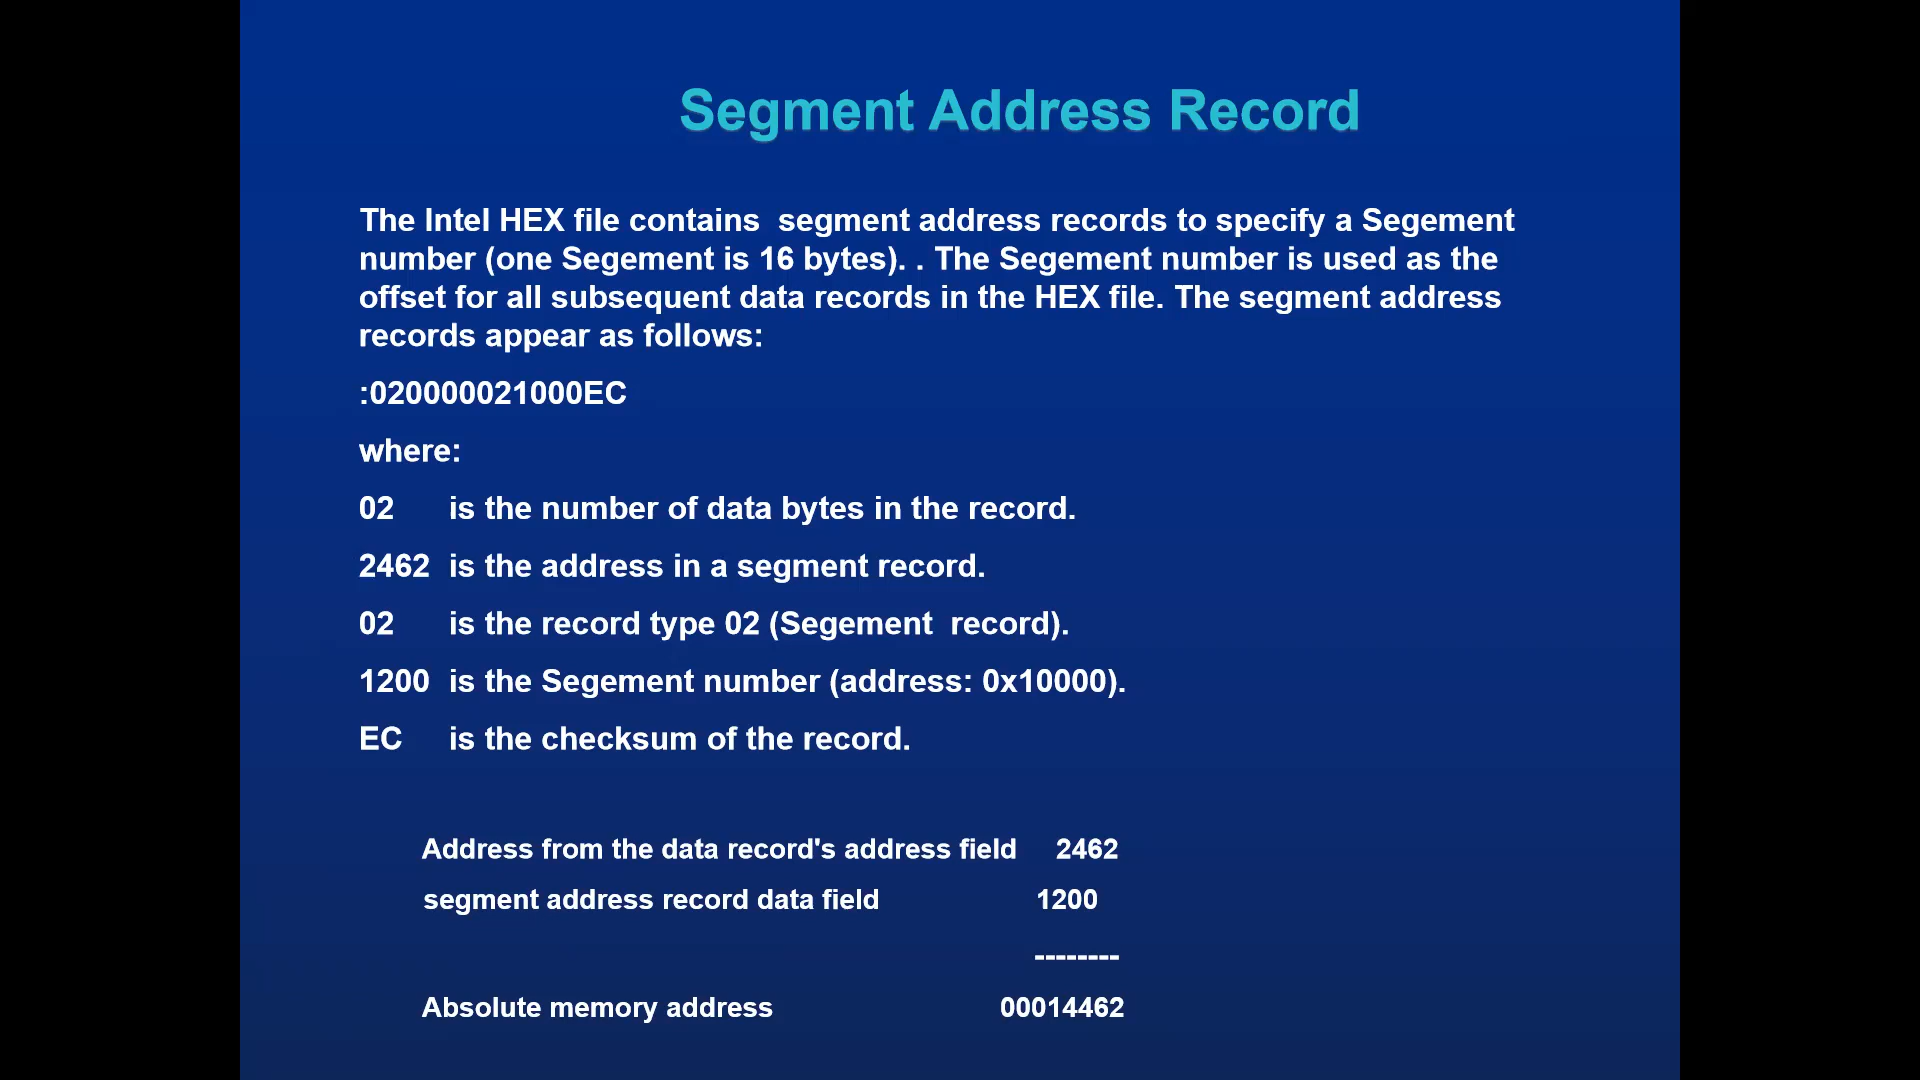 Segment Address Record
The Intel HEX file contains  segment address records to specify a Segement
number (one Segement is 16 bytes). . The Segement number is used as the
offset for all subsequent data records in the HEX file. The segment address
records appear as follows:
:020000021000EC
where:
02 is the number of data bytes in the record.
2462 is the address in a segment record.
02 is the record type 02 (Segement  record).
1200 is the Segement number (address: 0x10000).
EC is the checksum of the record.
Address from the data record's address field 2462
segment address record data field 1200
--------
Absolute memory address 00014462